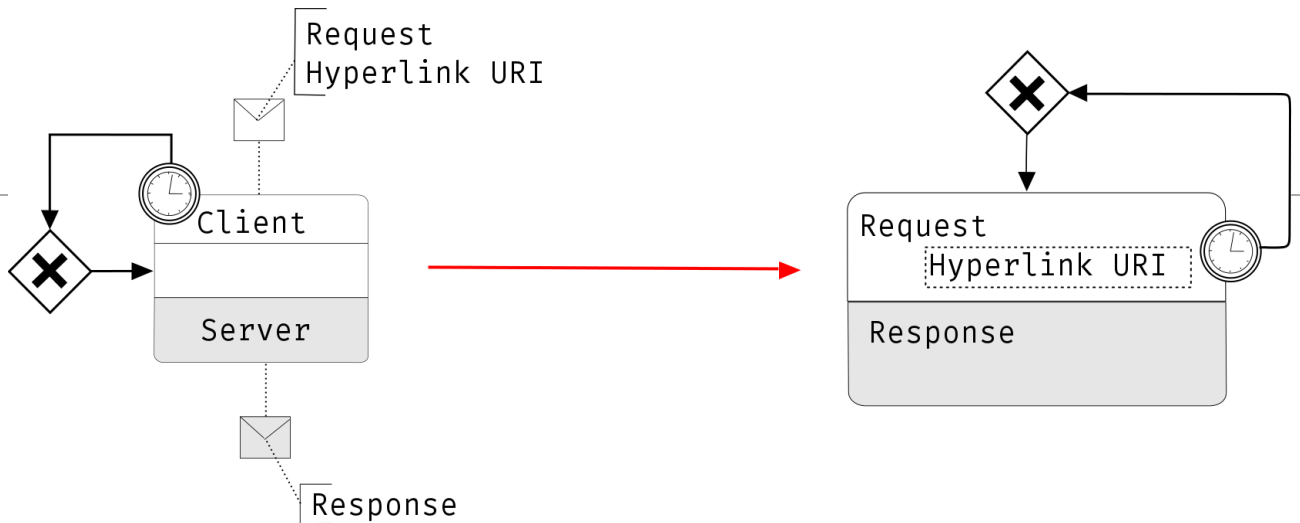 Request
Hyperlink URI
Client
Server
Response
Request
Hyperlink URI
Response